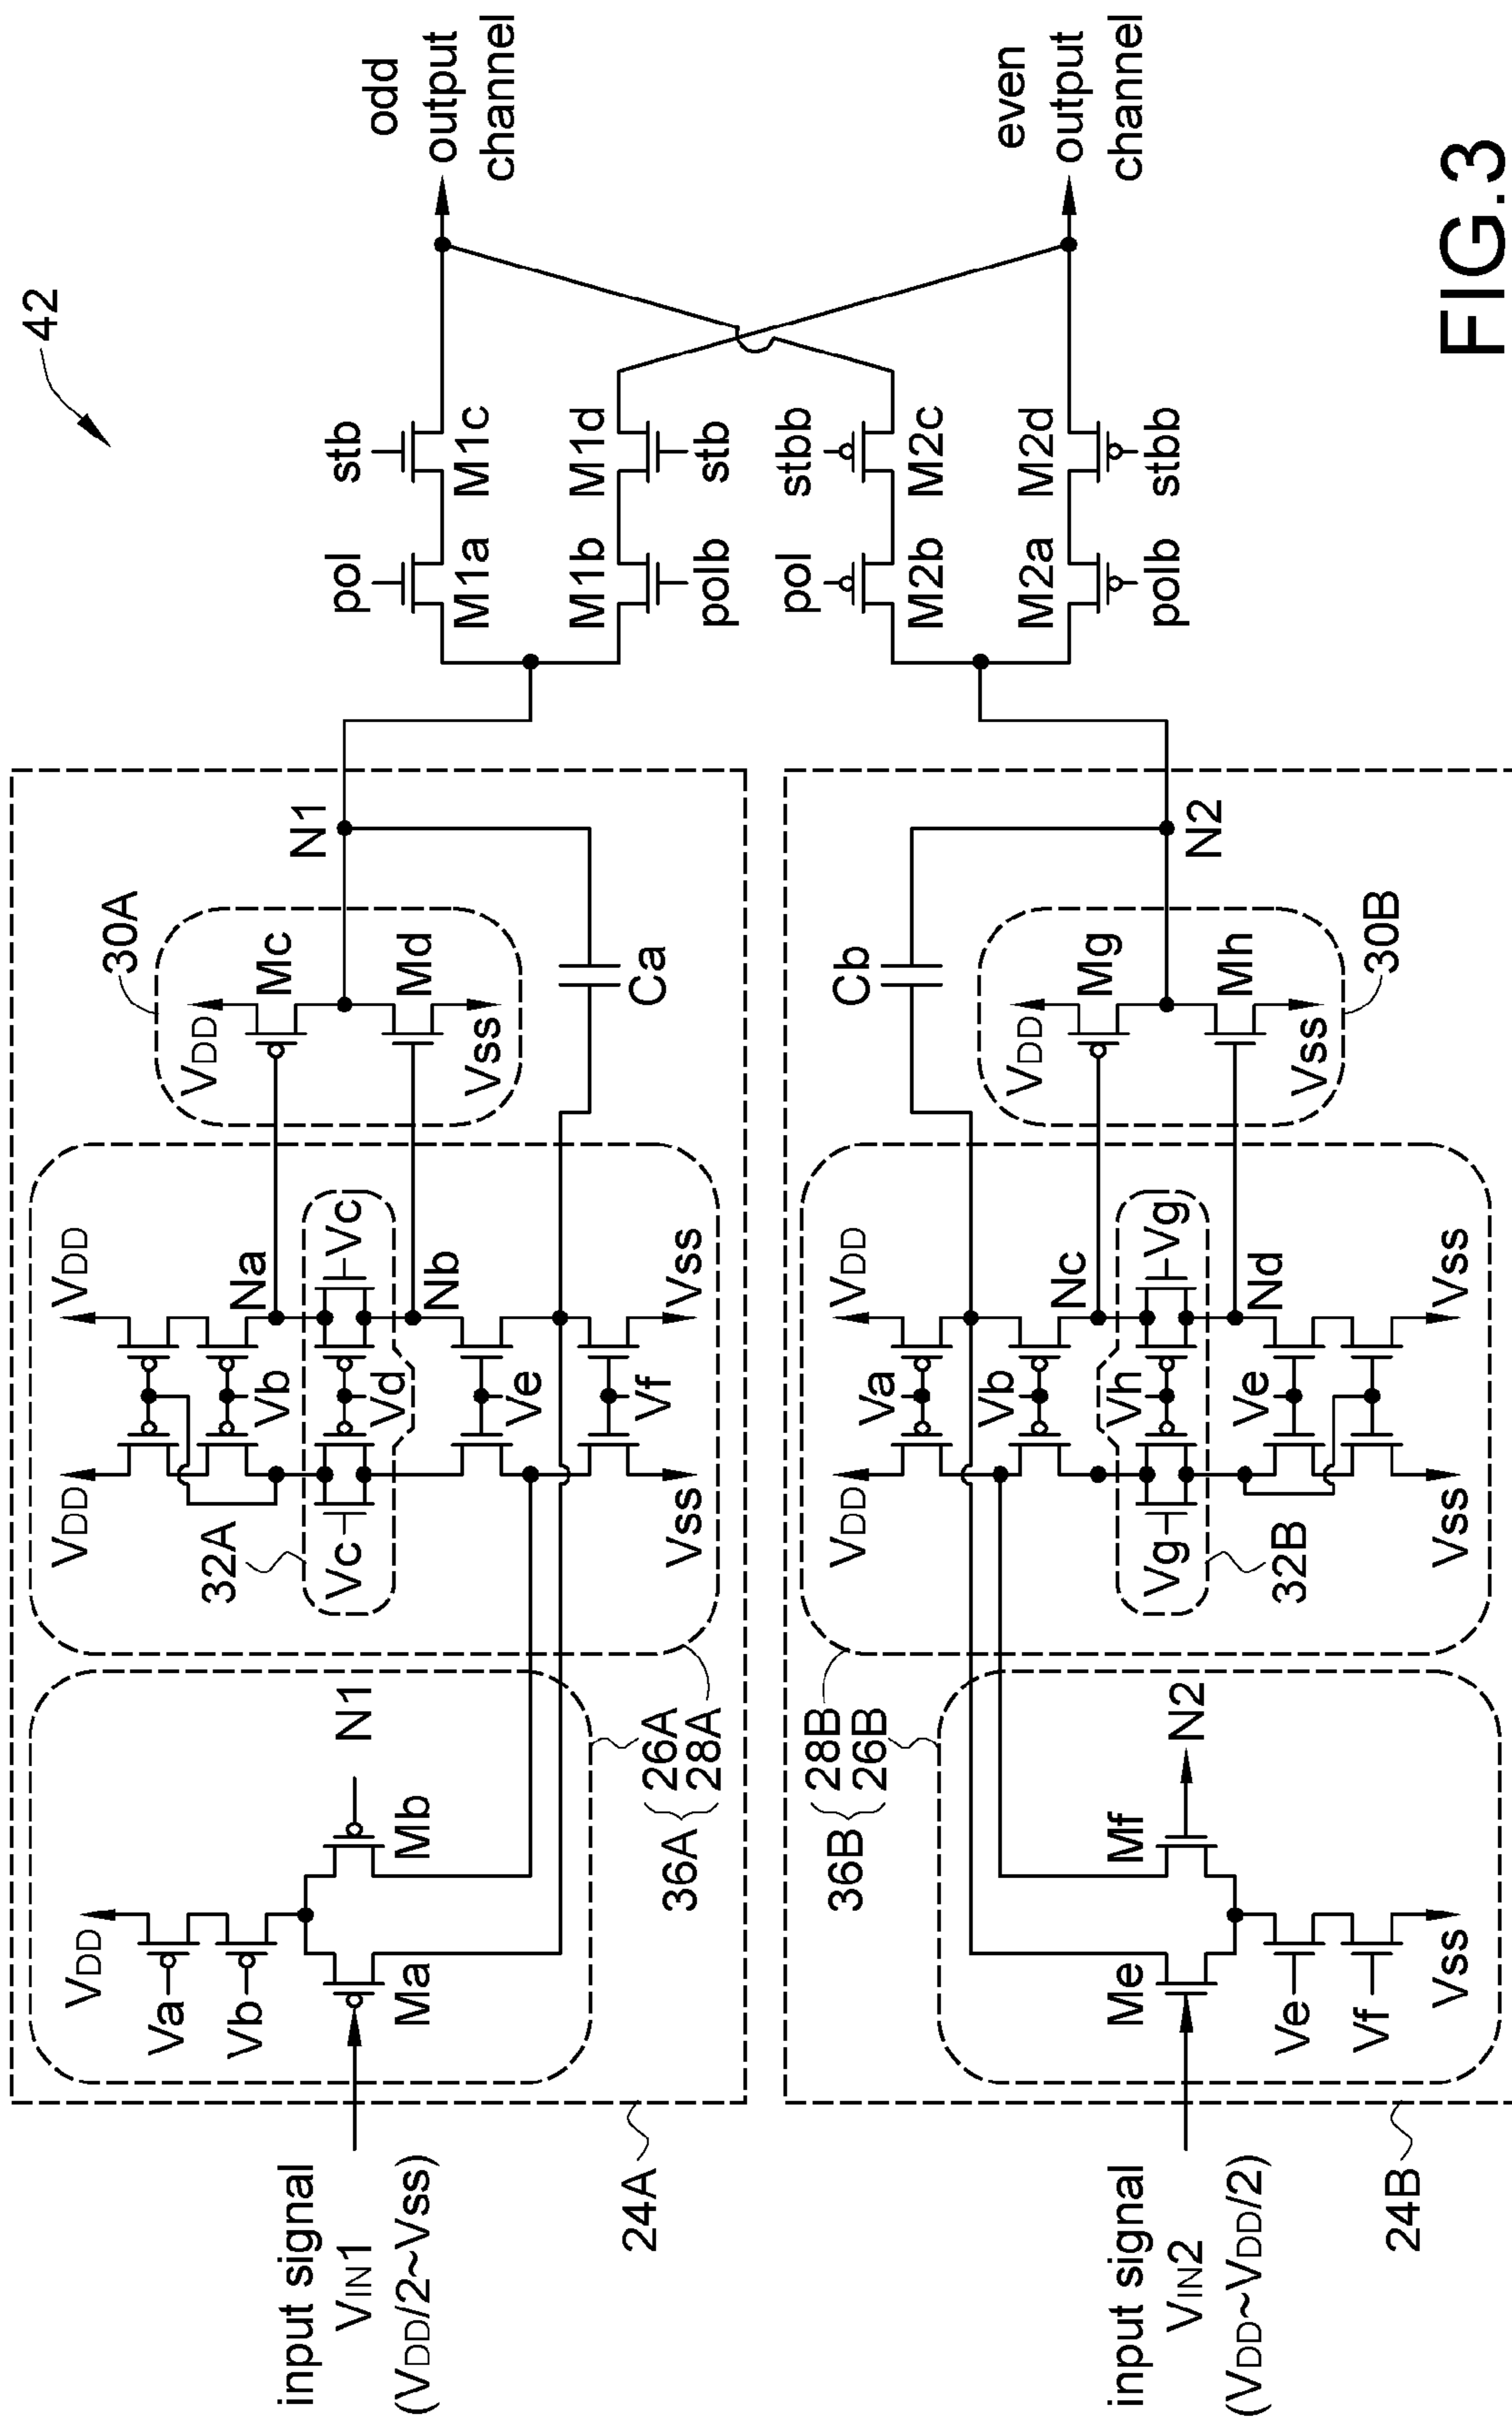 42
24A
input signal
VIN1
(VDD/2~Vss)
VDD
Va
Vb
Ma
Mb
N1
36A
26A
28A
VDD
VDD
Vb
Na
32A
Vc
Vd
Vc
Nb
Ve
Vf
Vss
Vss
30A
VDD
Mc
Md
Vss
N1
Ca
pol
stb
M1a
M1c
M1b
M1d
polb
stb
odd
output
channel
24B
input signal
VIN2
(VDD~VDD/2)
Me
Mf
N2
Ve
Vf
Vss
36B
28B
26B
VDD
VDD
Va
Vb
Nc
Vg
Vh
Vg
32B
Nd
Ve
Vss
Vss
Cb
VDD
Mg
Mh
Vss
30B
N2
pol
stbb
M2b
M2c
M2a
M2d
polb
stbb
even
output
channel
FIG.3